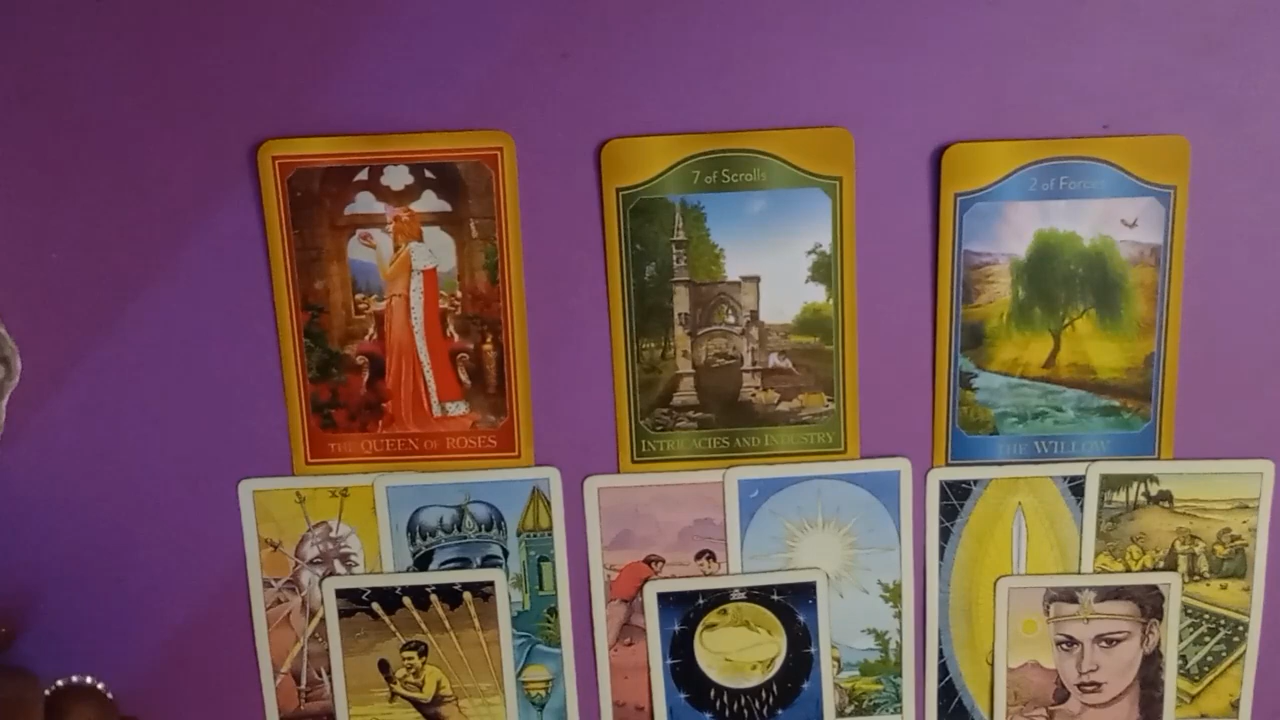 THE QUEEN OF ROSES
7 of Scrolls
INTRICACIES AND INDUSTRY
2 of Forces
THE WILLOW